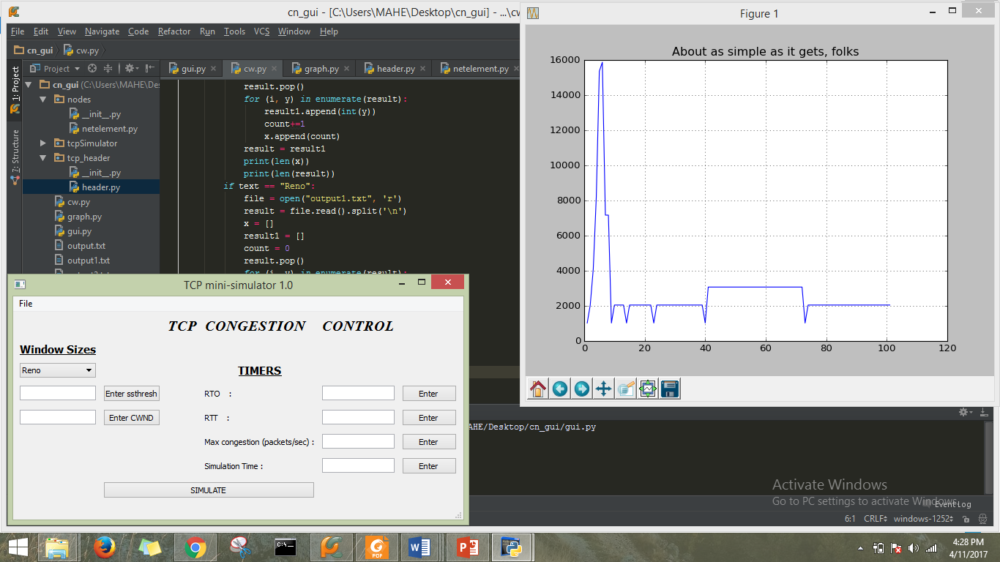 cn_gui - [C:\Users\MAHE\Desktop\cn_gui] - ...\cw
File Edit View Navigate Code Refactor Run Tools VCS Window Help
cn_gui cw.py
1: Project
7: Structure
Project
gui.py cw.py graph.py header.py netelement.py
cn_gui (C:\Users\MAHE\Des
nodes
__init__.py
netelement.py
tcpSimulator
tcp_header
__init__.py
header.py
cw.py
graph.py
gui.py
output.txt
output1.txt
result.pop()
for (i, y) in enumerate(result):
result1.append(int(y))
count+=1
x.append(count)
result = result1
print(len(x))
print(len(result))
if text == "Reno":
file = open("output1.txt", 'r')
result = file.read().split('\n')
x = []
result1 = []
count = 0
result.pop()
for (i, y) in enumerate(result):
Figure 1
About as simple as it gets, folks
16000
14000
12000
10000
8000
6000
4000
2000
0
0 20 40 60 80 100 120
TCP mini-simulator 1.0
File
TCP CONGESTION CONTROL
Window Sizes
Reno
TIMERS
Enter ssthresh RTO : Enter
Enter CWND RTT : Enter
Max congestion (packets/sec) : Enter
Simulation Time : Enter
SIMULATE
MAHE/Desktop/cn_gui/gui.py
Activate Windows
Go to PC settings to activate Windows.
Event Log
6:1 CRLF windows-1252
PDF
4:28 PM
4/11/2017